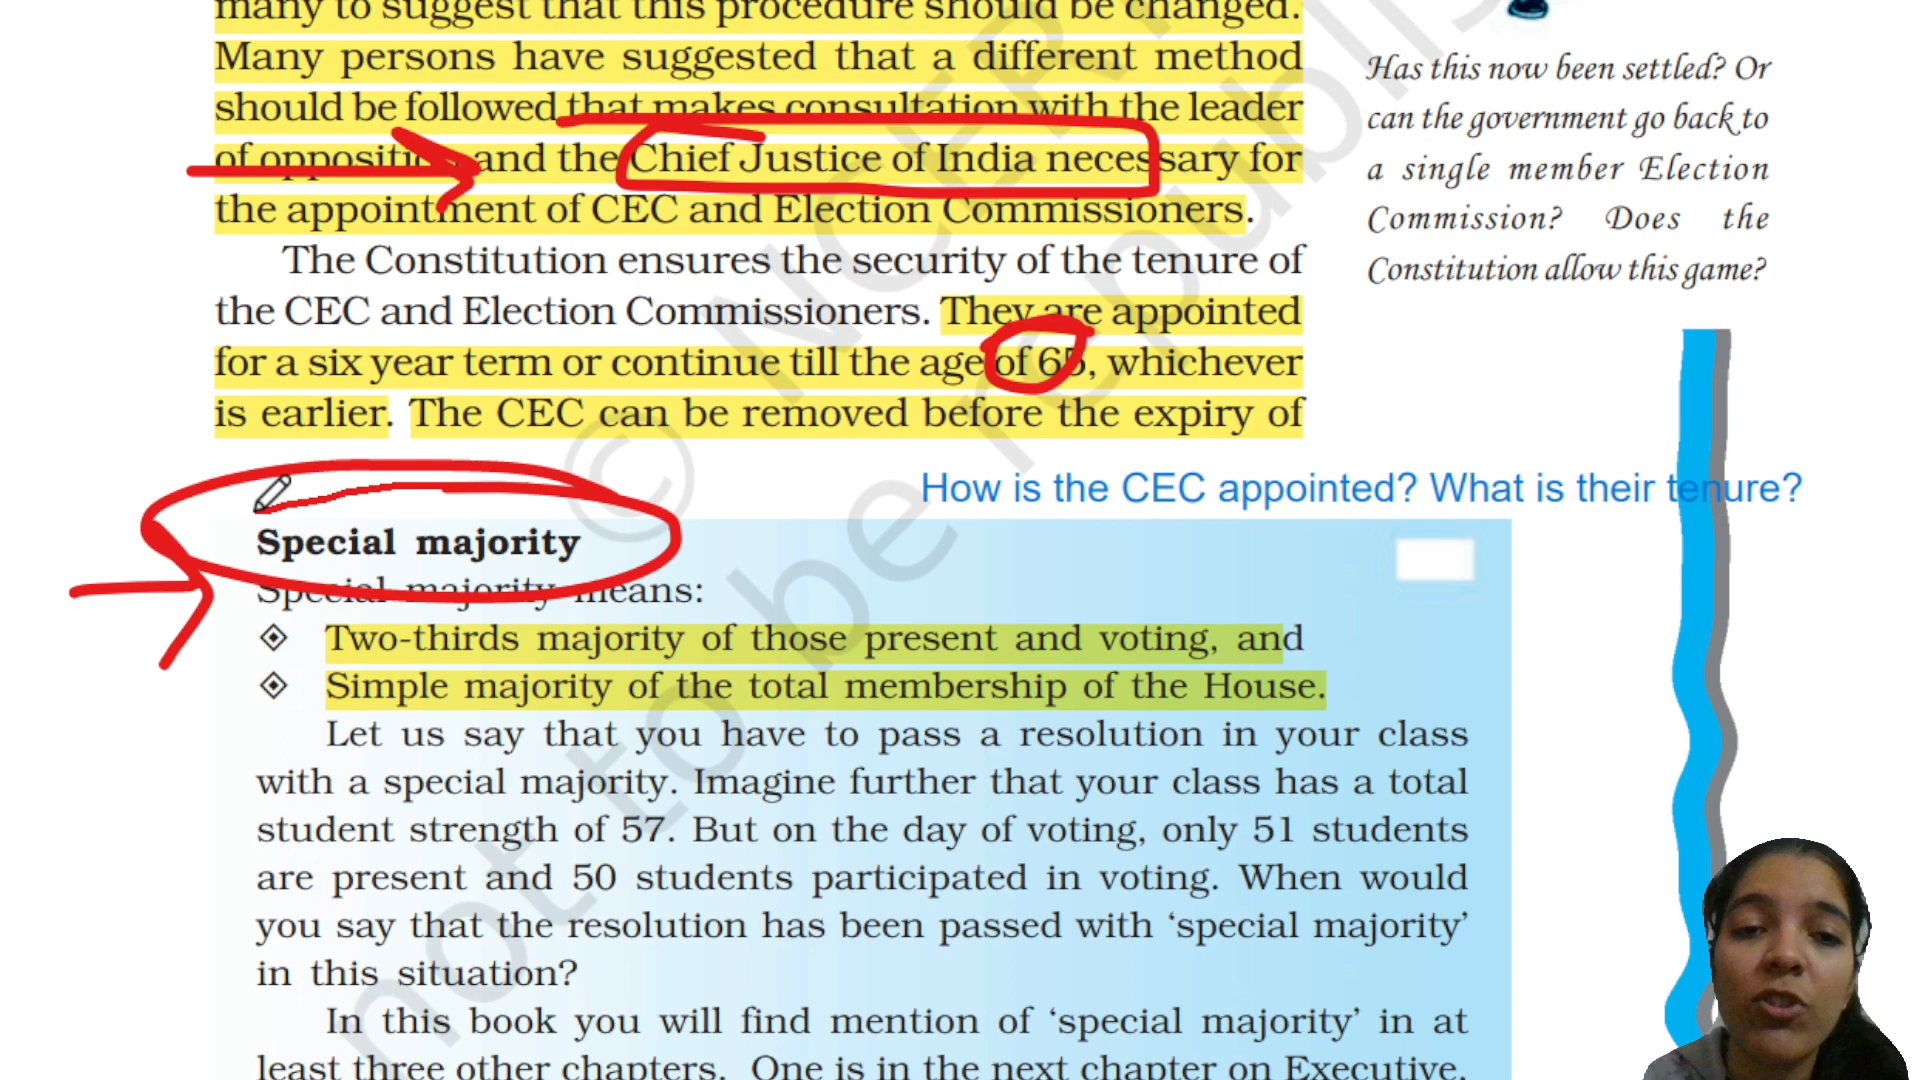 many to suggest that this procedure should be changed.
Many persons have suggested that a different method
should be followed that makes consultation with the leader
of opposition and the Chief Justice of India necessary for
the appointment of CEC and Election Commissioners.
The Constitution ensures the security of the tenure of
the CEC and Election Commissioners. They are appointed
for a six year term or continue till the age of 65, whichever
is earlier. The CEC can be removed before the expiry of
Has this now been settled? Or
can the government go back to
a single member Election
Commission? Does the
Constitution allow this game?
How is the CEC appointed? What is their tenure?
Special majority
Special majority means:
Two-thirds majority of those present and voting, and
Simple majority of the total membership of the House.
Let us say that you have to pass a resolution in your class
with a special majority. Imagine further that your class has a total
student strength of 57. But on the day of voting, only 51 students
are present and 50 students participated in voting. When would
you say that the resolution has been passed with ‘special majority’
in this situation?
In this book you will find mention of ‘special majority’ in at
least three other chapters. One is in the next chapter on Executive,
© NCER
not to be republis